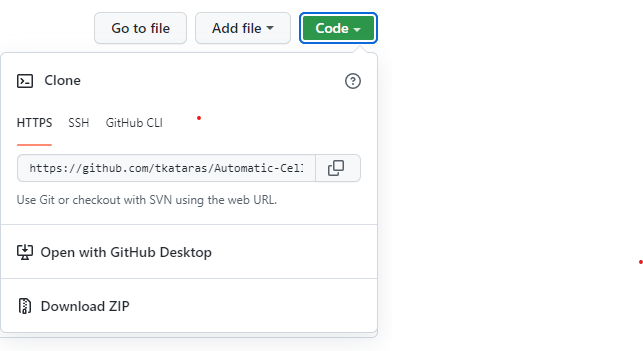 Go to file Add file Code
Clone
HTTPS SSH GitHub CLI
https://github.com/tkataras/Automatic-Cell
Use Git or checkout with SVN using the web URL.
Open with GitHub Desktop
Download ZIP